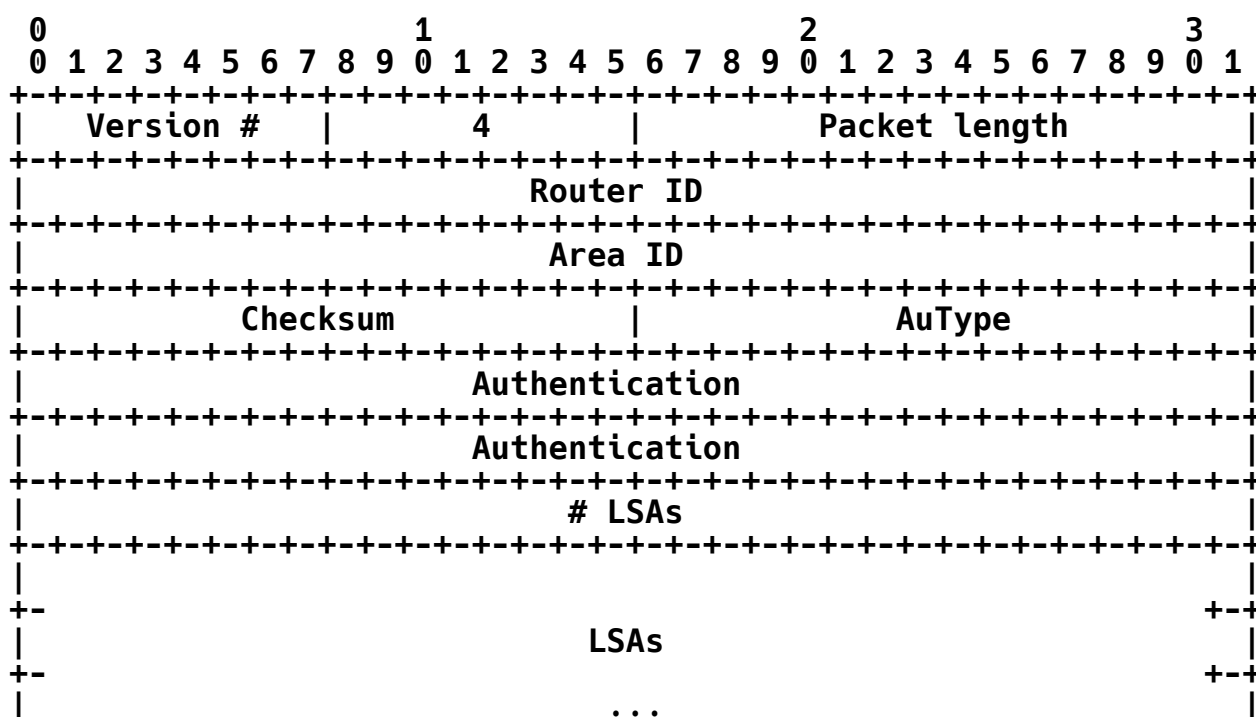 0                   1                   2                   3
 0 1 2 3 4 5 6 7 8 9 0 1 2 3 4 5 6 7 8 9 0 1 2 3 4 5 6 7 8 9 0 1
+-+-+-+-+-+-+-+-+-+-+-+-+-+-+-+-+-+-+-+-+-+-+-+-+-+-+-+-+-+-+-+-+
|   Version #   |       4       |         Packet length         |
+-+-+-+-+-+-+-+-+-+-+-+-+-+-+-+-+-+-+-+-+-+-+-+-+-+-+-+-+-+-+-+-+
|                          Router ID                            |
+-+-+-+-+-+-+-+-+-+-+-+-+-+-+-+-+-+-+-+-+-+-+-+-+-+-+-+-+-+-+-+-+
|                           Area ID                             |
+-+-+-+-+-+-+-+-+-+-+-+-+-+-+-+-+-+-+-+-+-+-+-+-+-+-+-+-+-+-+-+-+
|           Checksum            |             AuType            |
+-+-+-+-+-+-+-+-+-+-+-+-+-+-+-+-+-+-+-+-+-+-+-+-+-+-+-+-+-+-+-+-+
|                       Authentication                          |
+-+-+-+-+-+-+-+-+-+-+-+-+-+-+-+-+-+-+-+-+-+-+-+-+-+-+-+-+-+-+-+-+
|                       Authentication                          |
+-+-+-+-+-+-+-+-+-+-+-+-+-+-+-+-+-+-+-+-+-+-+-+-+-+-+-+-+-+-+-+-+
|                            # LSAs                             |
+-+-+-+-+-+-+-+-+-+-+-+-+-+-+-+-+-+-+-+-+-+-+-+-+-+-+-+-+-+-+-+-+
|                                                               |
+-                                                            +-+
|                             LSAs                              |
+-                                                            +-+
|                              ...                              |